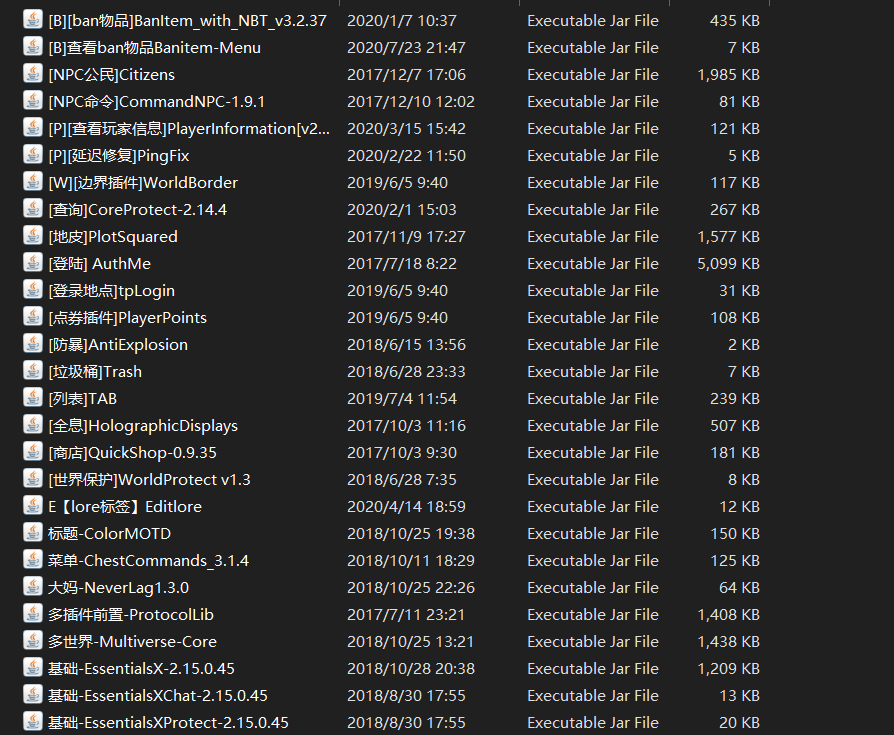 [B][ban物品]BanItem_with_NBT_v3.2.37 2020/1/7 10:37 Executable Jar File 435 KB
[B]查看ban物品Banitem-Menu 2020/7/23 21:47 Executable Jar File 7 KB
[NPC公民]Citizens 2017/12/7 17:06 Executable Jar File 1,985 KB
[NPC命令]CommandNPC-1.9.1 2017/12/10 12:02 Executable Jar File 81 KB
[P][查看玩家信息]PlayerInformation[v2... 2020/3/15 15:42 Executable Jar File 121 KB
[P][延迟修复]PingFix 2020/2/22 11:50 Executable Jar File 5 KB
[W][边界插件]WorldBorder 2019/6/5 9:40 Executable Jar File 117 KB
[查询]CoreProtect-2.14.4 2020/2/1 15:03 Executable Jar File 267 KB
[地皮]PlotSquared 2017/11/9 17:27 Executable Jar File 1,577 KB
[登陆] AuthMe 2017/7/18 8:22 Executable Jar File 5,099 KB
[登录地点]tpLogin 2019/6/5 9:40 Executable Jar File 31 KB
[点券插件]PlayerPoints 2019/6/5 9:40 Executable Jar File 108 KB
[防暴]AntiExplosion 2018/6/15 13:56 Executable Jar File 2 KB
[垃圾桶]Trash 2018/6/28 23:33 Executable Jar File 7 KB
[列表]TAB 2019/7/4 11:54 Executable Jar File 239 KB
[全息]HolographicDisplays 2017/10/3 11:16 Executable Jar File 507 KB
[商店]QuickShop-0.9.35 2017/10/3 9:30 Executable Jar File 181 KB
[世界保护]WorldProtect v1.3 2018/6/28 7:35 Executable Jar File 8 KB
E【lore标签】Editlore 2020/4/14 18:59 Executable Jar File 12 KB
标题-ColorMOTD 2018/10/25 19:38 Executable Jar File 150 KB
菜单-ChestCommands_3.1.4 2018/10/11 18:29 Executable Jar File 125 KB
大妈-NeverLag1.3.0 2018/10/25 22:26 Executable Jar File 64 KB
多插件前置-ProtocolLib 2017/7/11 23:21 Executable Jar File 1,408 KB
多世界-Multiverse-Core 2018/10/25 13:21 Executable Jar File 1,438 KB
基础-EssentialsX-2.15.0.45 2018/10/28 20:38 Executable Jar File 1,209 KB
基础-EssentialsXChat-2.15.0.45 2018/8/30 17:55 Executable Jar File 13 KB
基础-EssentialsXProtect-2.15.0.45 2018/8/30 17:55 Executable Jar File 20 KB